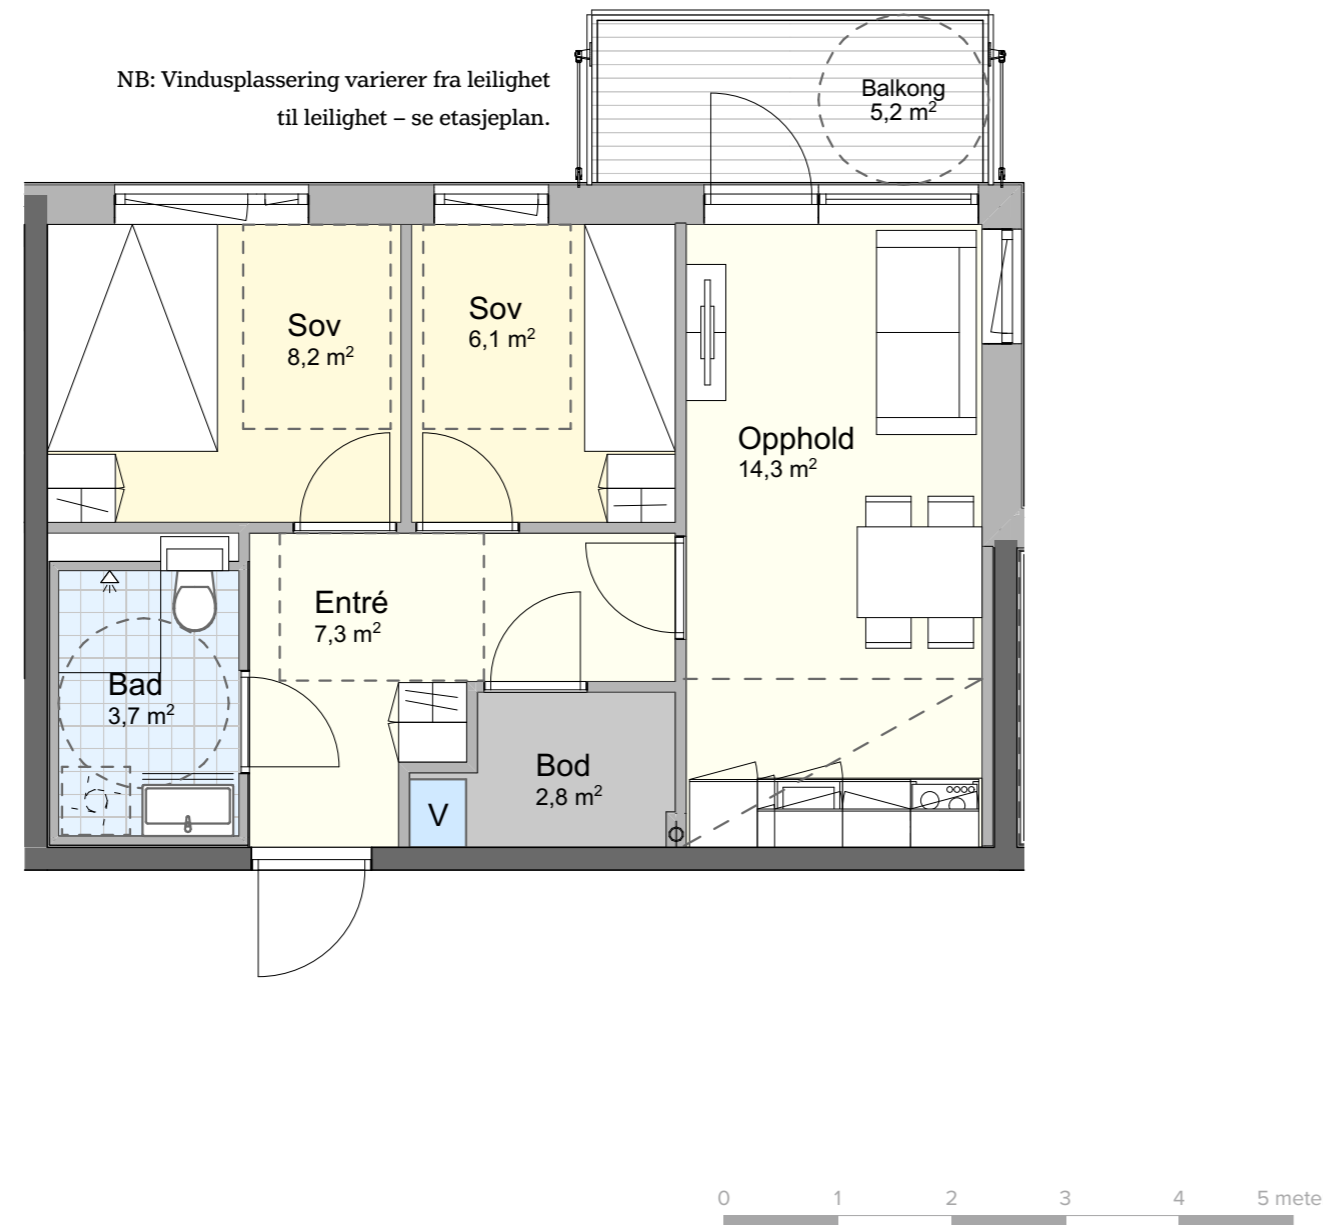 NB: Vindusplassering varierer fra leilighet
til leilighet – se etasjeplan.
Balkong
5,2 m²
Sov
8,2 m²
Sov
6,1 m²
Opphold
14,3 m²
Entré
7,3 m²
Bad
3,7 m²
Bod
2,8 m²
V
0 1 2 3 4 5 mete